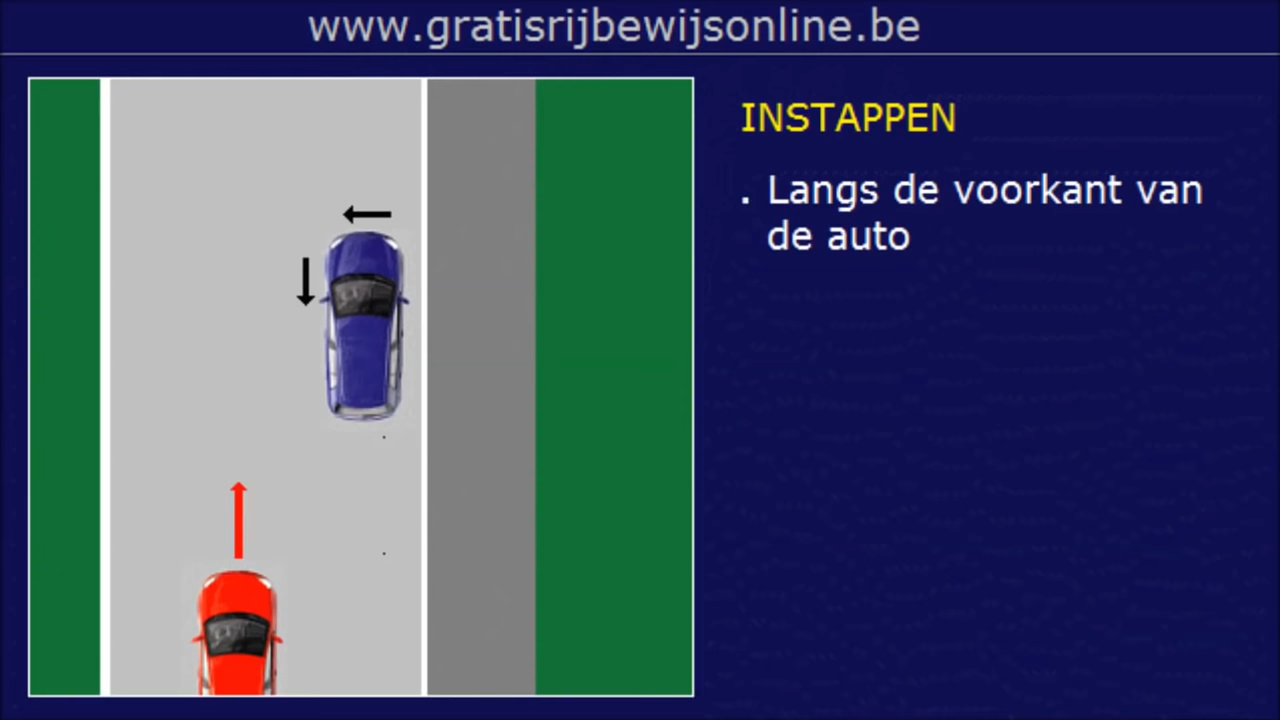 www.gratisrijbewijsonline.be
INSTAPPEN
. Langs de voorkant van
de auto